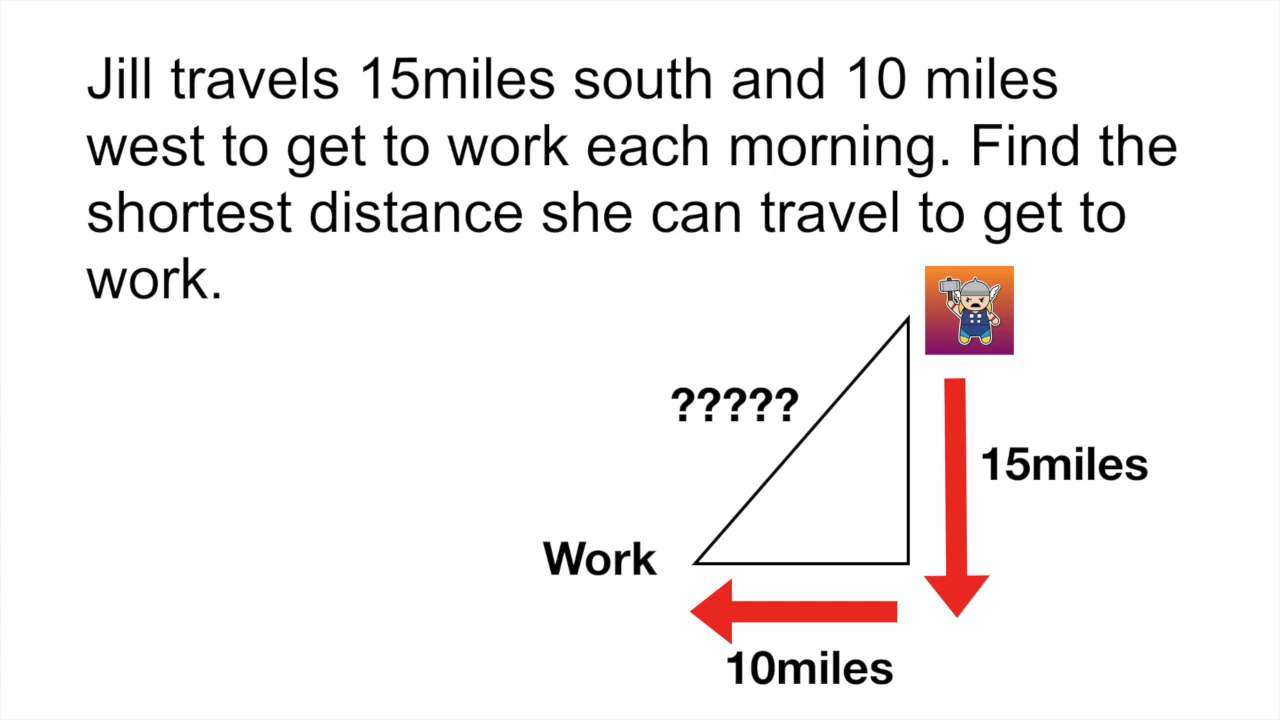 Jill travels 15miles south and 10 miles
west to get to work each morning. Find the
shortest distance she can travel to get to
work.
?????
15miles
Work
10miles